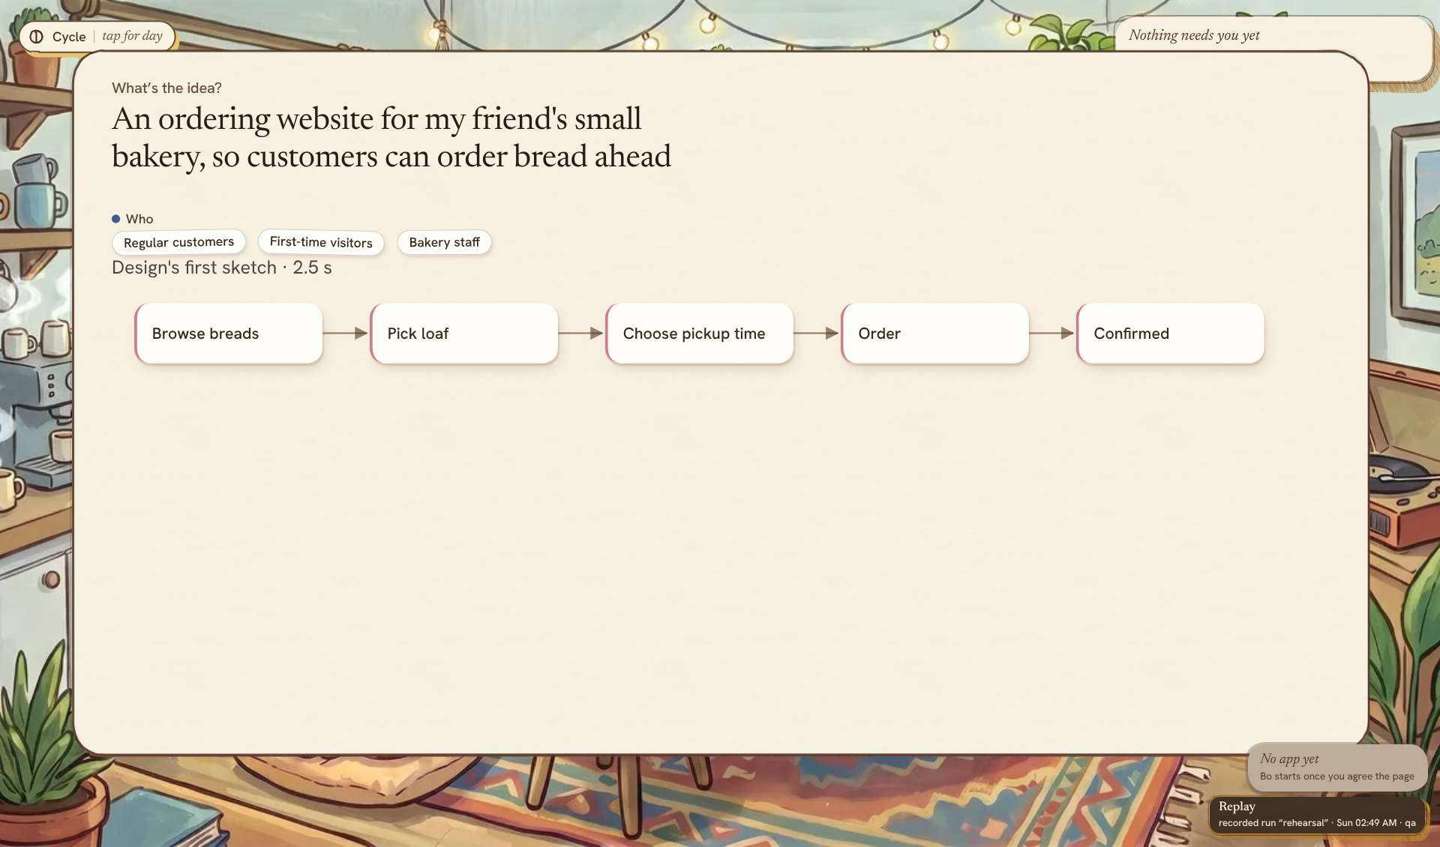 Cycle | tap for day
Nothing needs you yet
What's the idea?
An ordering website for my friend's small
bakery, so customers can order bread ahead
Who
Regular customers
First-time visitors
Bakery staff
Design's first sketch · 2.5 s
Browse breads
Pick loaf
Choose pickup time
Order
Confirmed
No app yet
Bo starts once you agree the page
Replay
recorded run “rehearsal” · Sun 02:49 AM · qa